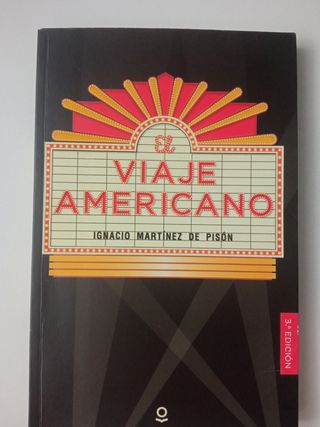 EL
VIAJE
AMERICANO
IGNACIO MARTÍNEZ DE PISÓN
3.ª EDICIÓN